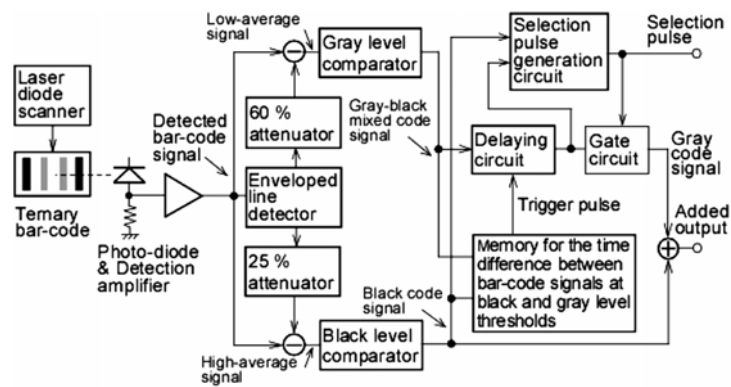 Low-average
signal
Gray level
comparator
Selection
pulse
generation
circuit
Selection
pulse
Laser
diode
scanner
Detected
bar-code
signal
60 %
attenuator
Gray-black
mixed code
signal
Delaying
circuit
Gate
circuit
Gray
code
signal
Enveloped
line
detector
Ternary
bar-code
Trigger pulse
Added
output
Photo-diode
& Detection
amplifier
25 %
attenuator
Memory for the time
difference between
bar-code signals at
black and gray level
thresholds
Black code
signal
High-average
signal
Black level
comparator